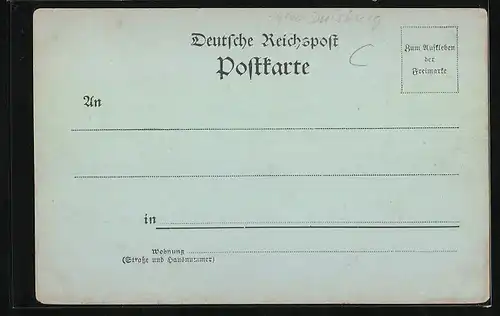 Deutsche Reichspost
Postkarte
Zum Aufkleben
der
Freimarke
C
An
in
Wohnung
(Straße und Hausnummer)